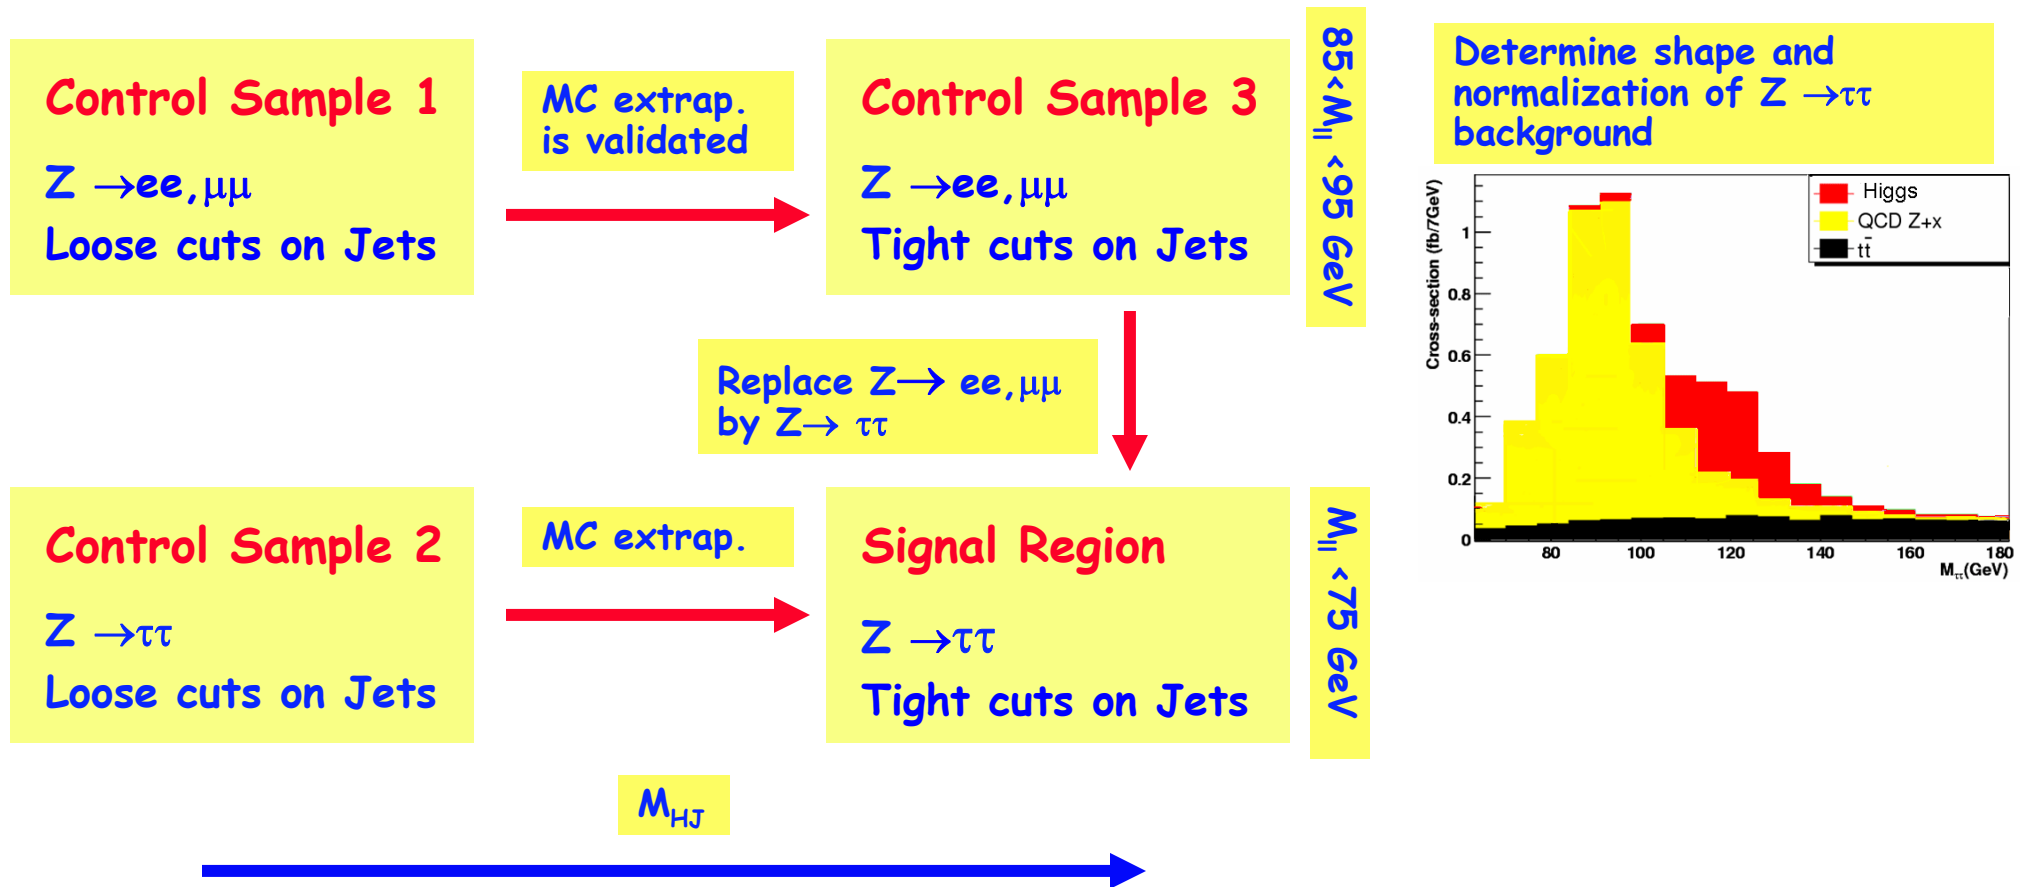 Control Sample 1
Z →ee,μμ
Loose cuts on Jets
MC extrap.
is validated
Control Sample 3
Z →ee,μμ
Tight cuts on Jets
85<M_ll <95 GeV
Determine shape and
normalization of Z →ττ
background
Cross-section (fb/7GeV)
1
0.8
0.6
0.4
0.2
0
80 100 120 140 160 180
M_ττ(GeV)
Higgs
QCD Z+x
tt̄
Replace Z→ ee,μμ
by Z→ ττ
Control Sample 2
Z →ττ
Loose cuts on Jets
MC extrap.
Signal Region
Z →ττ
Tight cuts on Jets
M_ll <75 GeV
M_HJ